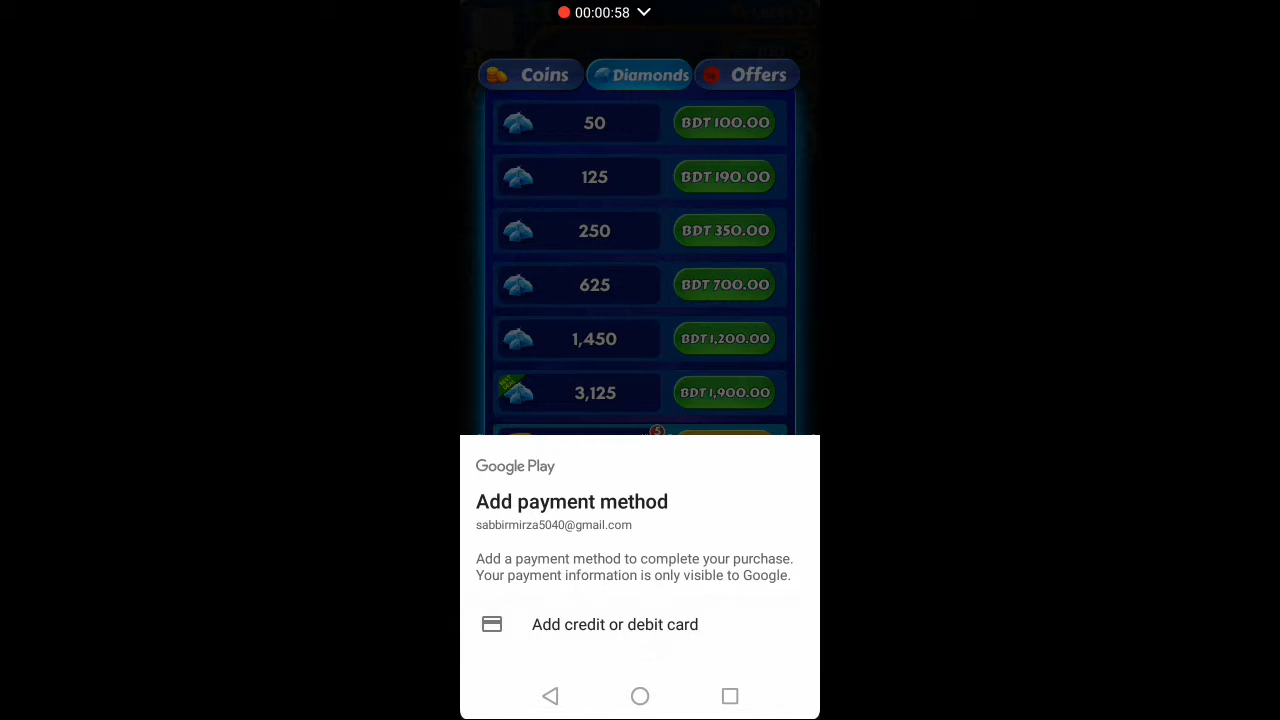 00:00:58
Coins Diamonds Offers
50 BDT 100.00
125 BDT 190.00
250 BDT 350.00
625 BDT 700.00
1,450 BDT 1,200.00
BEST DEAL
3,125 BDT 1,900.00
5
Google Play
Add payment method
sabbirmirza5040@gmail.com
Add a payment method to complete your purchase.
Your payment information is only visible to Google.
Add credit or debit card